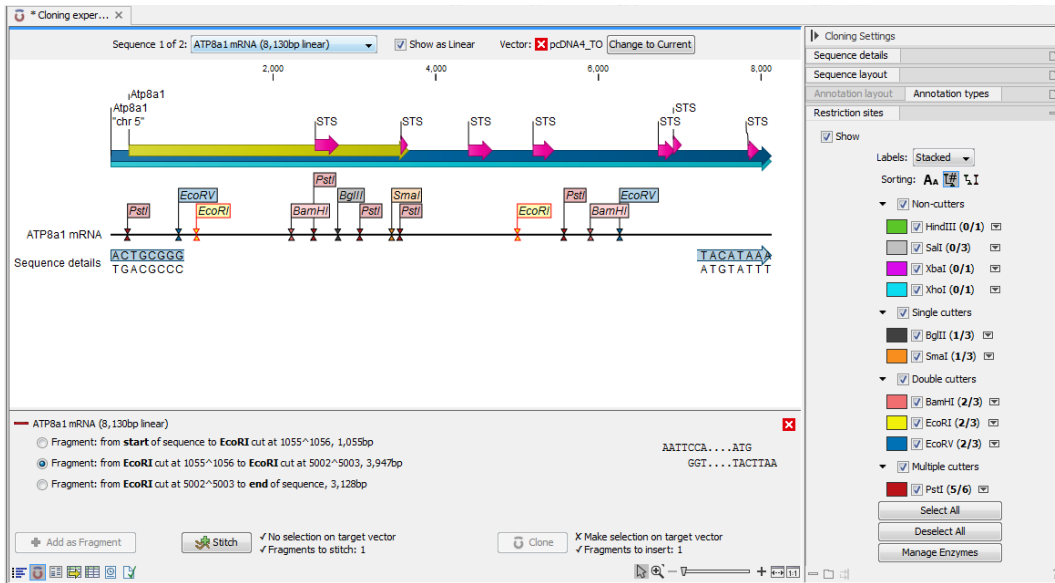 * Cloning exper... ×
Sequence 1 of 2: ATP8a1 mRNA (8,130bp linear) Show as Linear Vector: pcDNA4_TO Change to Current
2,000 4,000 6,000 8,000
Atp8a1
Atp8a1
"chr 5" STS STS STS STS STS STS STS
PstI EcoRV EcoRI BamHI PstI BglII PstI SmaI PstI EcoRI PstI BamHI EcoRV
ATP8a1 mRNA
Sequence details
ACTGCGGG TACATAAA
TGACGCCC ATGTATTT
ATP8a1 mRNA (8,130bp linear)
Fragment: from start of sequence to EcoRI cut at 1055^1056, 1,055bp
Fragment: from EcoRI cut at 1055^1056 to EcoRI cut at 5002^5003, 3,947bp
Fragment: from EcoRI cut at 5002^5003 to end of sequence, 3,128bp
AATTCCA....ATG
GGT....TACTTAA
Add as Fragment Stitch √ No selection on target vector
√ Fragments to stitch: 1
Clone X Make selection on target vector
√ Fragments to insert: 1
1:1
Cloning Settings
Sequence details
Sequence layout
Annotation layout Annotation types
Restriction sites
Show
Labels: Stacked
Sorting: AA
Non-cutters
HindIII (0/1)
SalI (0/3)
XbaI (0/1)
XhoI (0/1)
Single cutters
BglII (1/3)
SmaI (1/3)
Double cutters
BamHI (2/3)
EcoRI (2/3)
EcoRV (2/3)
Multiple cutters
PstI (5/6)
Select All
Deselect All
Manage Enzymes